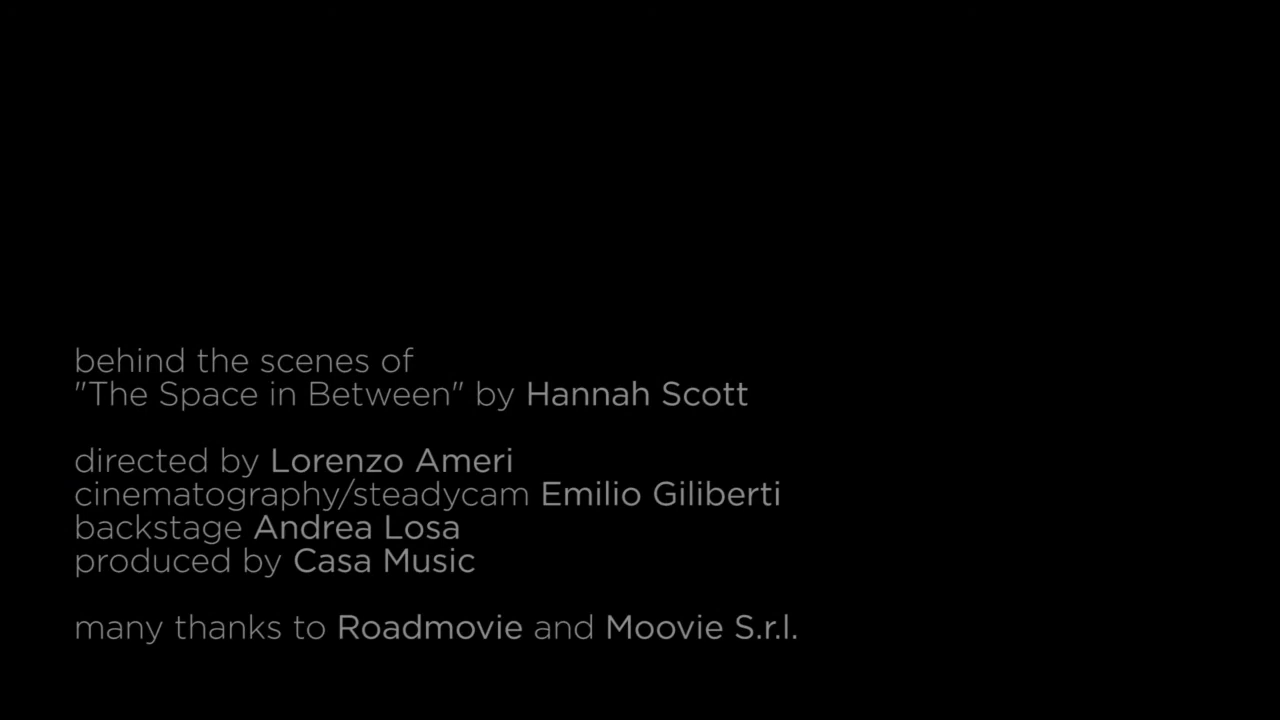 behind the scenes of
"The Space in Between" by Hannah Scott
directed by Lorenzo Ameri
cinematography/steadycam Emilio Giliberti
backstage Andrea Losa
produced by Casa Music
many thanks to Roadmovie and Moovie S.r.l.